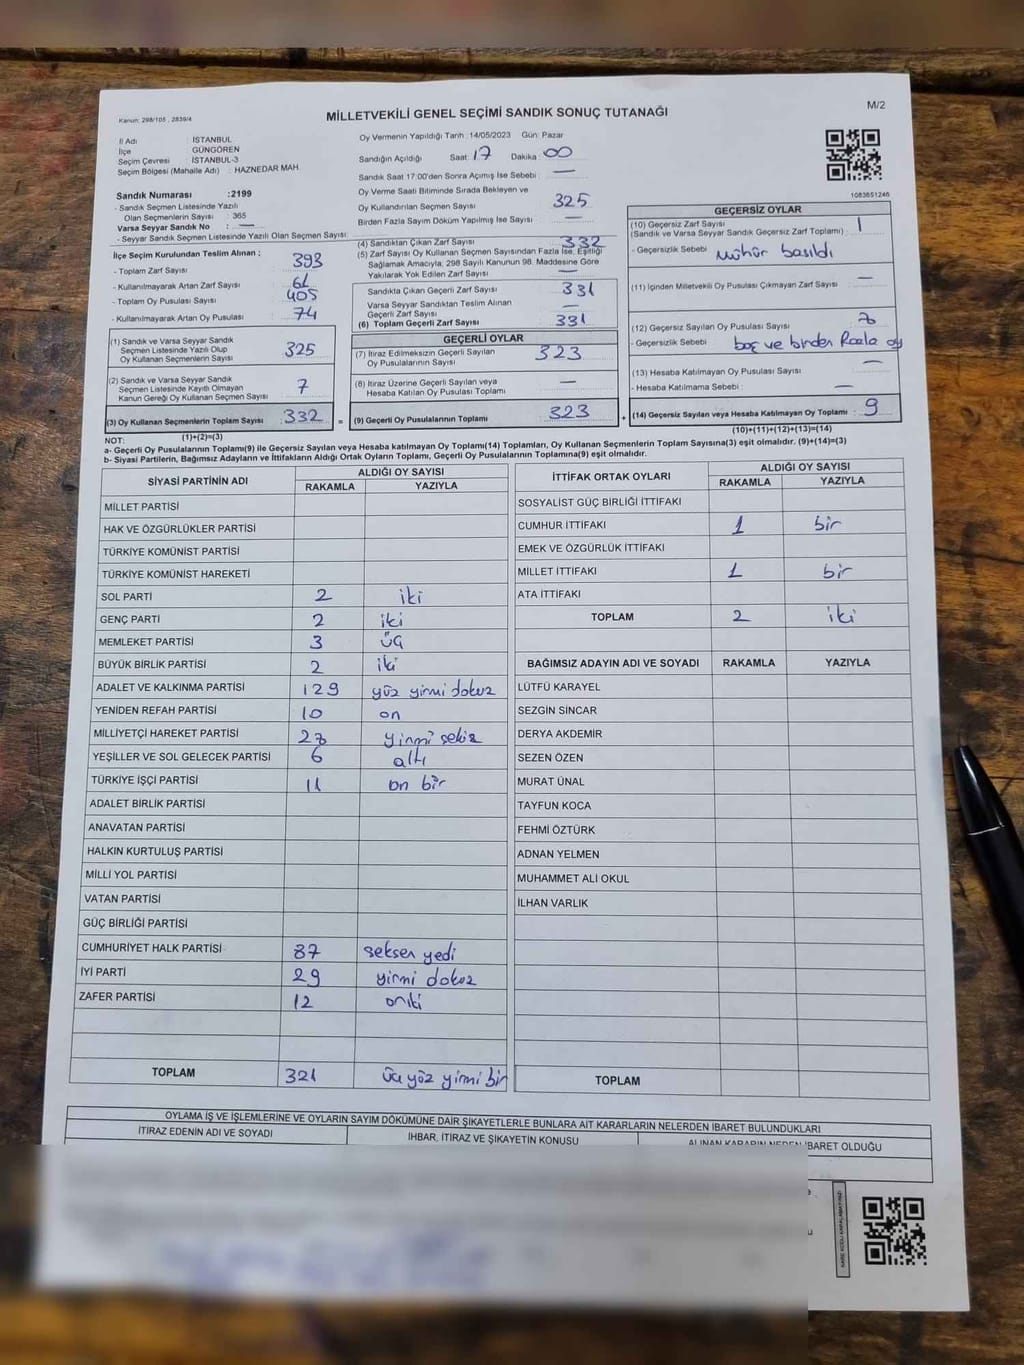 Kanun: 298/105 , 2839/4
MİLLETVEKİLİ GENEL SEÇİMİ SANDIK SONUÇ TUTANAĞI
M/2
İl Adı : İSTANBUL
İlçe : GÜNGÖREN
Seçim Çevresi : İSTANBUL-3
Seçim Bölgesi (Mahalle Adı) : HAZNEDAR MAH
Sandık Numarası :2199
- Sandık Seçmen Listesinde Yazılı
Olan Seçmenlerin Sayısı : 365
Varsa Seyyar Sandık No : —
- Seyyar Sandık Seçmen Listesinde Yazılı Olan Seçmen Sayısı:
Oy Vermenin Yapıldığı Tarih :14/05/2023 Gün: Pazar
Sandığın Açıldığı Saat: 17 Dakika: 00
Sandık Saat 17:00'den Sonra Açılmış İse Sebebi : —
Oy Verme Saati Bitiminde Sırada Bekleyen ve
Oy Kullandırılan Seçmen Sayısı : 325
Birden Fazla Sayım Döküm Yapılmış İse Sayısı : —
1083651246
İlçe Seçim Kurulundan Teslim Alınan :
- Toplam Zarf Sayısı : 393
- Kullanılmayarak Artan Zarf Sayısı : 61
- Toplam Oy Pusulası Sayısı : 405
- Kullanılmayarak Artan Oy Pusulası : 74
(1) Sandık ve Varsa Seyyar Sandık
Seçmen Listesinde Yazılı Olup
Oy Kullanan Seçmenlerin Sayısı : 325
(2) Sandık ve Varsa Seyyar Sandık
Seçmen Listesinde Kayıtlı Olmayan
Kanun Gereği Oy Kullanan Seçmen Sayısı : 7
(3) Oy Kullanan Seçmenlerin Toplam Sayısı : 332 =
(1)+(2)=(3)
(4) Sandıktan Çıkan Zarf Sayısı : 332
(5) Zarf Sayısı Oy Kullanan Seçmen Sayısından Fazla İse, Eşitliği
Sağlamak Amacıyla; 298 Sayılı Kanunun 98. Maddesine Göre
Yakılarak Yok Edilen Zarf Sayısı : —
Sandıkta Çıkan Geçerli Zarf Sayısı : 331
Varsa Seyyar Sandıktan Teslim Alınan
Geçerli Zarf Sayısı : —
(6) Toplam Geçerli Zarf Sayısı : 331
GEÇERLİ OYLAR
(7) İtiraz Edilmeksizin Geçerli Sayılan
Oy Pusulalarının Sayısı : 323
(8) İtiraz Üzerine Geçerli Sayılan veya
Hesaba Katılan Oy Pusulası Toplamı : —
(9) Geçerli Oy Pusulalarının Toplamı : 323 +
GEÇERSİZ OYLAR
(10) Geçersiz Zarf Sayısı : 1
(Sandık ve Varsa Seyyar Sandık Geçersiz Zarf Toplamı)
- Geçersizlik Sebebi : Mühür basıldı
(11) İçinden Milletvekili Oy Pusulası Çıkmayan Zarf Sayısı : —
(12) Geçersiz Sayılan Oy Pusulası Sayısı :
- Geçersizlik Sebebi : boş ve birden fazla oy
(13) Hesaba Katılmayan Oy Pusulası Sayısı : —
- Hesaba Katılmama Sebebi : —
(14) Geçersiz Sayılan veya Hesaba Katılmayan Oy Toplamı : 9
(10)+(11)+(12)+(13)=(14)
NOT:
a- Geçerli Oy Pusulalarının Toplamı(9) ile Geçersiz Sayılan veya Hesaba katılmayan Oy Toplamı(14) Toplamları, Oy Kullanan Seçmenlerin Toplam Sayısına(3) eşit olmalıdır. (9)+(14)=(3)
b- Siyasi Partilerin, Bağımsız Adayların ve İttifakların Aldığı Ortak Oyların Toplamı, Geçerli Oy Pusulalarının Toplamına(9) eşit olmalıdır.
SİYASİ PARTİNİN ADI ALDIĞI OY SAYISI
RAKAMLA YAZIYLA
MİLLET PARTİSİ
HAK VE ÖZGÜRLÜKLER PARTİSİ
TÜRKİYE KOMÜNİST PARTİSİ
TÜRKİYE KOMÜNİST HAREKETİ
SOL PARTİ 2 iki
GENÇ PARTİ 2 iki
MEMLEKET PARTİSİ 3 üç
BÜYÜK BİRLİK PARTİSİ 2 iki
ADALET VE KALKINMA PARTİSİ 129 yüz yirmi dokuz
YENİDEN REFAH PARTİSİ 10 on
MİLLİYETÇİ HAREKET PARTİSİ 28 yirmi sekiz
YEŞİLLER VE SOL GELECEK PARTİSİ 6 altı
TÜRKİYE İŞÇİ PARTİSİ 11 on bir
ADALET BİRLİK PARTİSİ
ANAVATAN PARTİSİ
HALKIN KURTULUŞ PARTİSİ
MİLLİ YOL PARTİSİ
VATAN PARTİSİ
GÜÇ BİRLİĞİ PARTİSİ
CUMHURİYET HALK PARTİSİ 87 seksen yedi
İYİ PARTİ 29 yirmi dokuz
ZAFER PARTİSİ 12 oniki
TOPLAM 321 üç yüz yirmi bir
İTTİFAK ORTAK OYLARI ALDIĞI OY SAYISI
RAKAMLA YAZIYLA
SOSYALİST GÜÇ BİRLİĞİ İTTİFAKI
CUMHUR İTTİFAKI 1 bir
EMEK VE ÖZGÜRLÜK İTTİFAKI
MİLLET İTTİFAKI 1 bir
ATA İTTİFAKI
TOPLAM 2 iki
BAĞIMSIZ ADAYIN ADI VE SOYADI RAKAMLA YAZIYLA
LÜTFÜ KARAYEL
SEZGİN SİNCAR
DERYA AKDEMİR
SEZEN ÖZEN
MURAT ÜNAL
TAYFUN KOCA
FEHMİ ÖZTÜRK
ADNAN YELMEN
MUHAMMET ALİ OKUL
İLHAN VARLIK
TOPLAM
OYLAMA İŞ VE İŞLEMLERİNE VE OYLARIN SAYIM DÖKÜMÜNE DAİR ŞİKAYETLERLE BUNLARA AİT KARARLARIN NELERDEN İBARET BULUNDUKLARI
İTİRAZ EDENİN ADI VE SOYADI İHBAR, İTİRAZ VE ŞİKAYETİN KONUSU ALINAN KARARIN NEDEN İBARET OLDUĞU